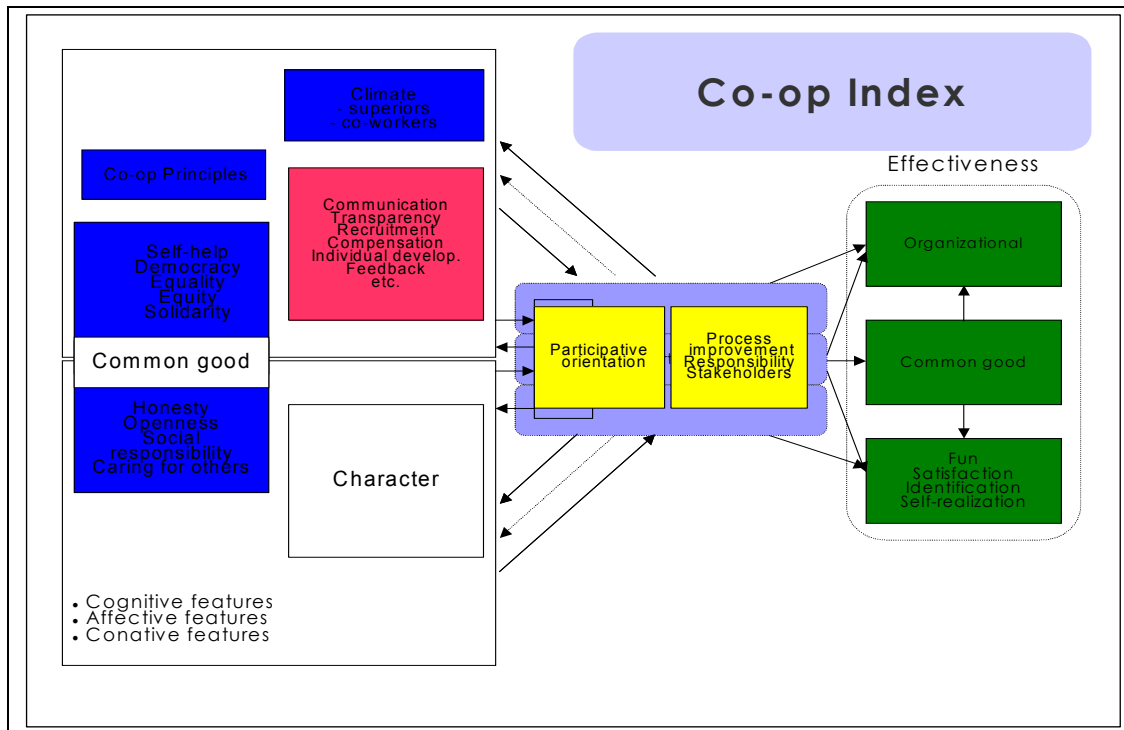 Co-op Index
Climate
- superiors
- co-workers
Co-op Principles
Communication
Transparency
Recruitment
Compensation
Individual develop.
Feedback
etc.
Self-help
Democracy
Equality
Equity
Solidarity
Common good
Honesty
Openness
Social
responsibility
Caring for others
Character
• Cognitive features
• Affective features
• Conative features
Participative
orientation
Process
improvement
Responsibility
Stakeholders
Effectiveness
Organizational
Common good
Fun
Satisfaction
Identification
Self-realization